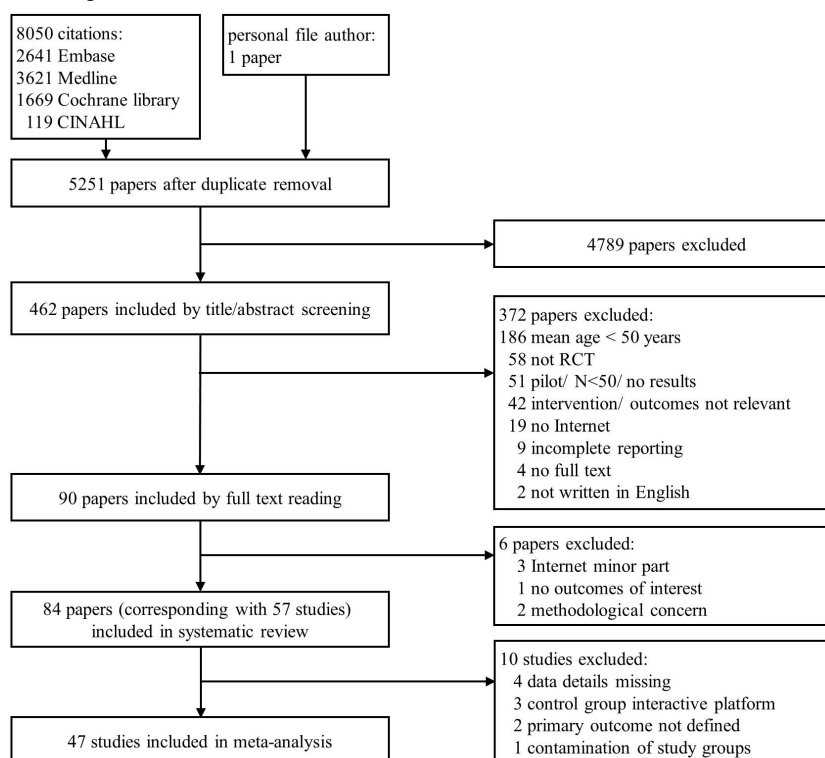 8050 citations:
2641 Embase
3621 Medline
1669 Cochrane library
119 CINAHL
personal file author:
1 paper
5251 papers after duplicate removal
4789 papers excluded
462 papers included by title/abstract screening
372 papers excluded:
186 mean age < 50 years
58 not RCT
51 pilot/ N<50/ no results
42 intervention/ outcomes not relevant
19 no Internet
9 incomplete reporting
4 no full text
2 not written in English
90 papers included by full text reading
6 papers excluded:
3 Internet minor part
1 no outcomes of interest
2 methodological concern
84 papers (corresponding with 57 studies)
included in systematic review
10 studies excluded:
4 data details missing
3 control group interactive platform
2 primary outcome not defined
1 contamination of study groups
47 studies included in meta-analysis